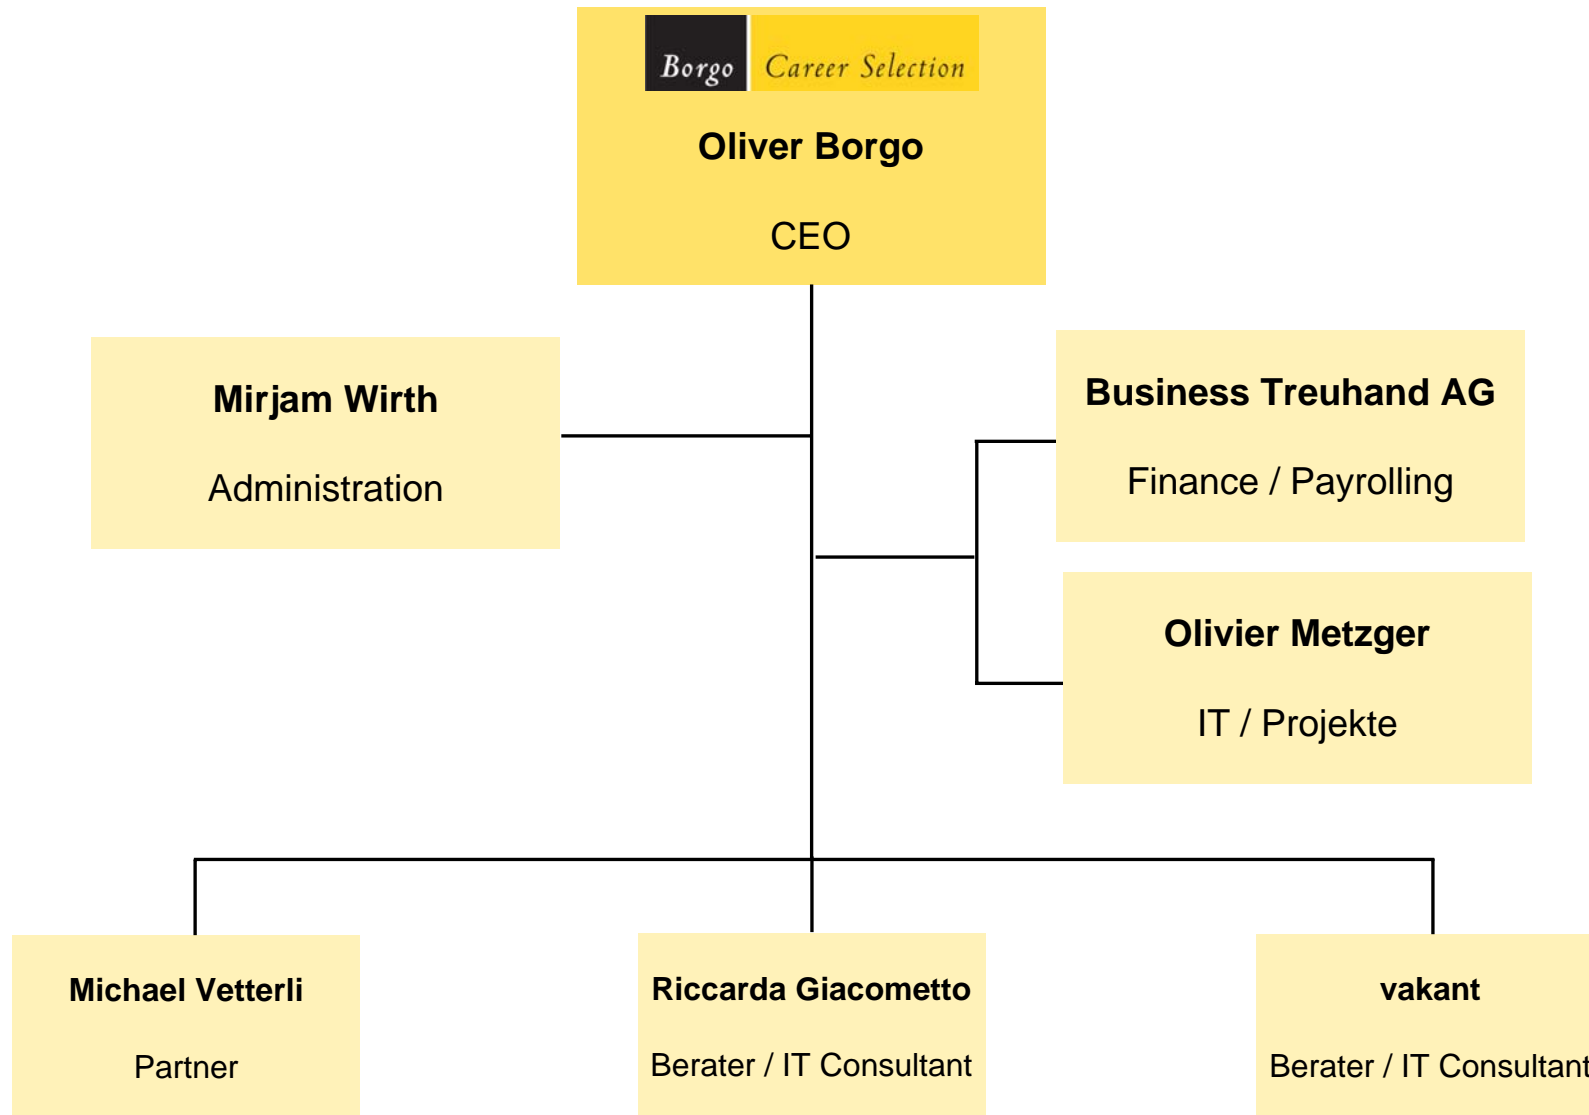 Borgo Career Selection
Oliver Borgo
CEO
Mirjam Wirth
Administration
Business Treuhand AG
Finance / Payrolling
Olivier Metzger
IT / Projekte
Michael Vetterli
Partner
Riccarda Giacometto
Berater / IT Consultant
vakant
Berater / IT Consultant